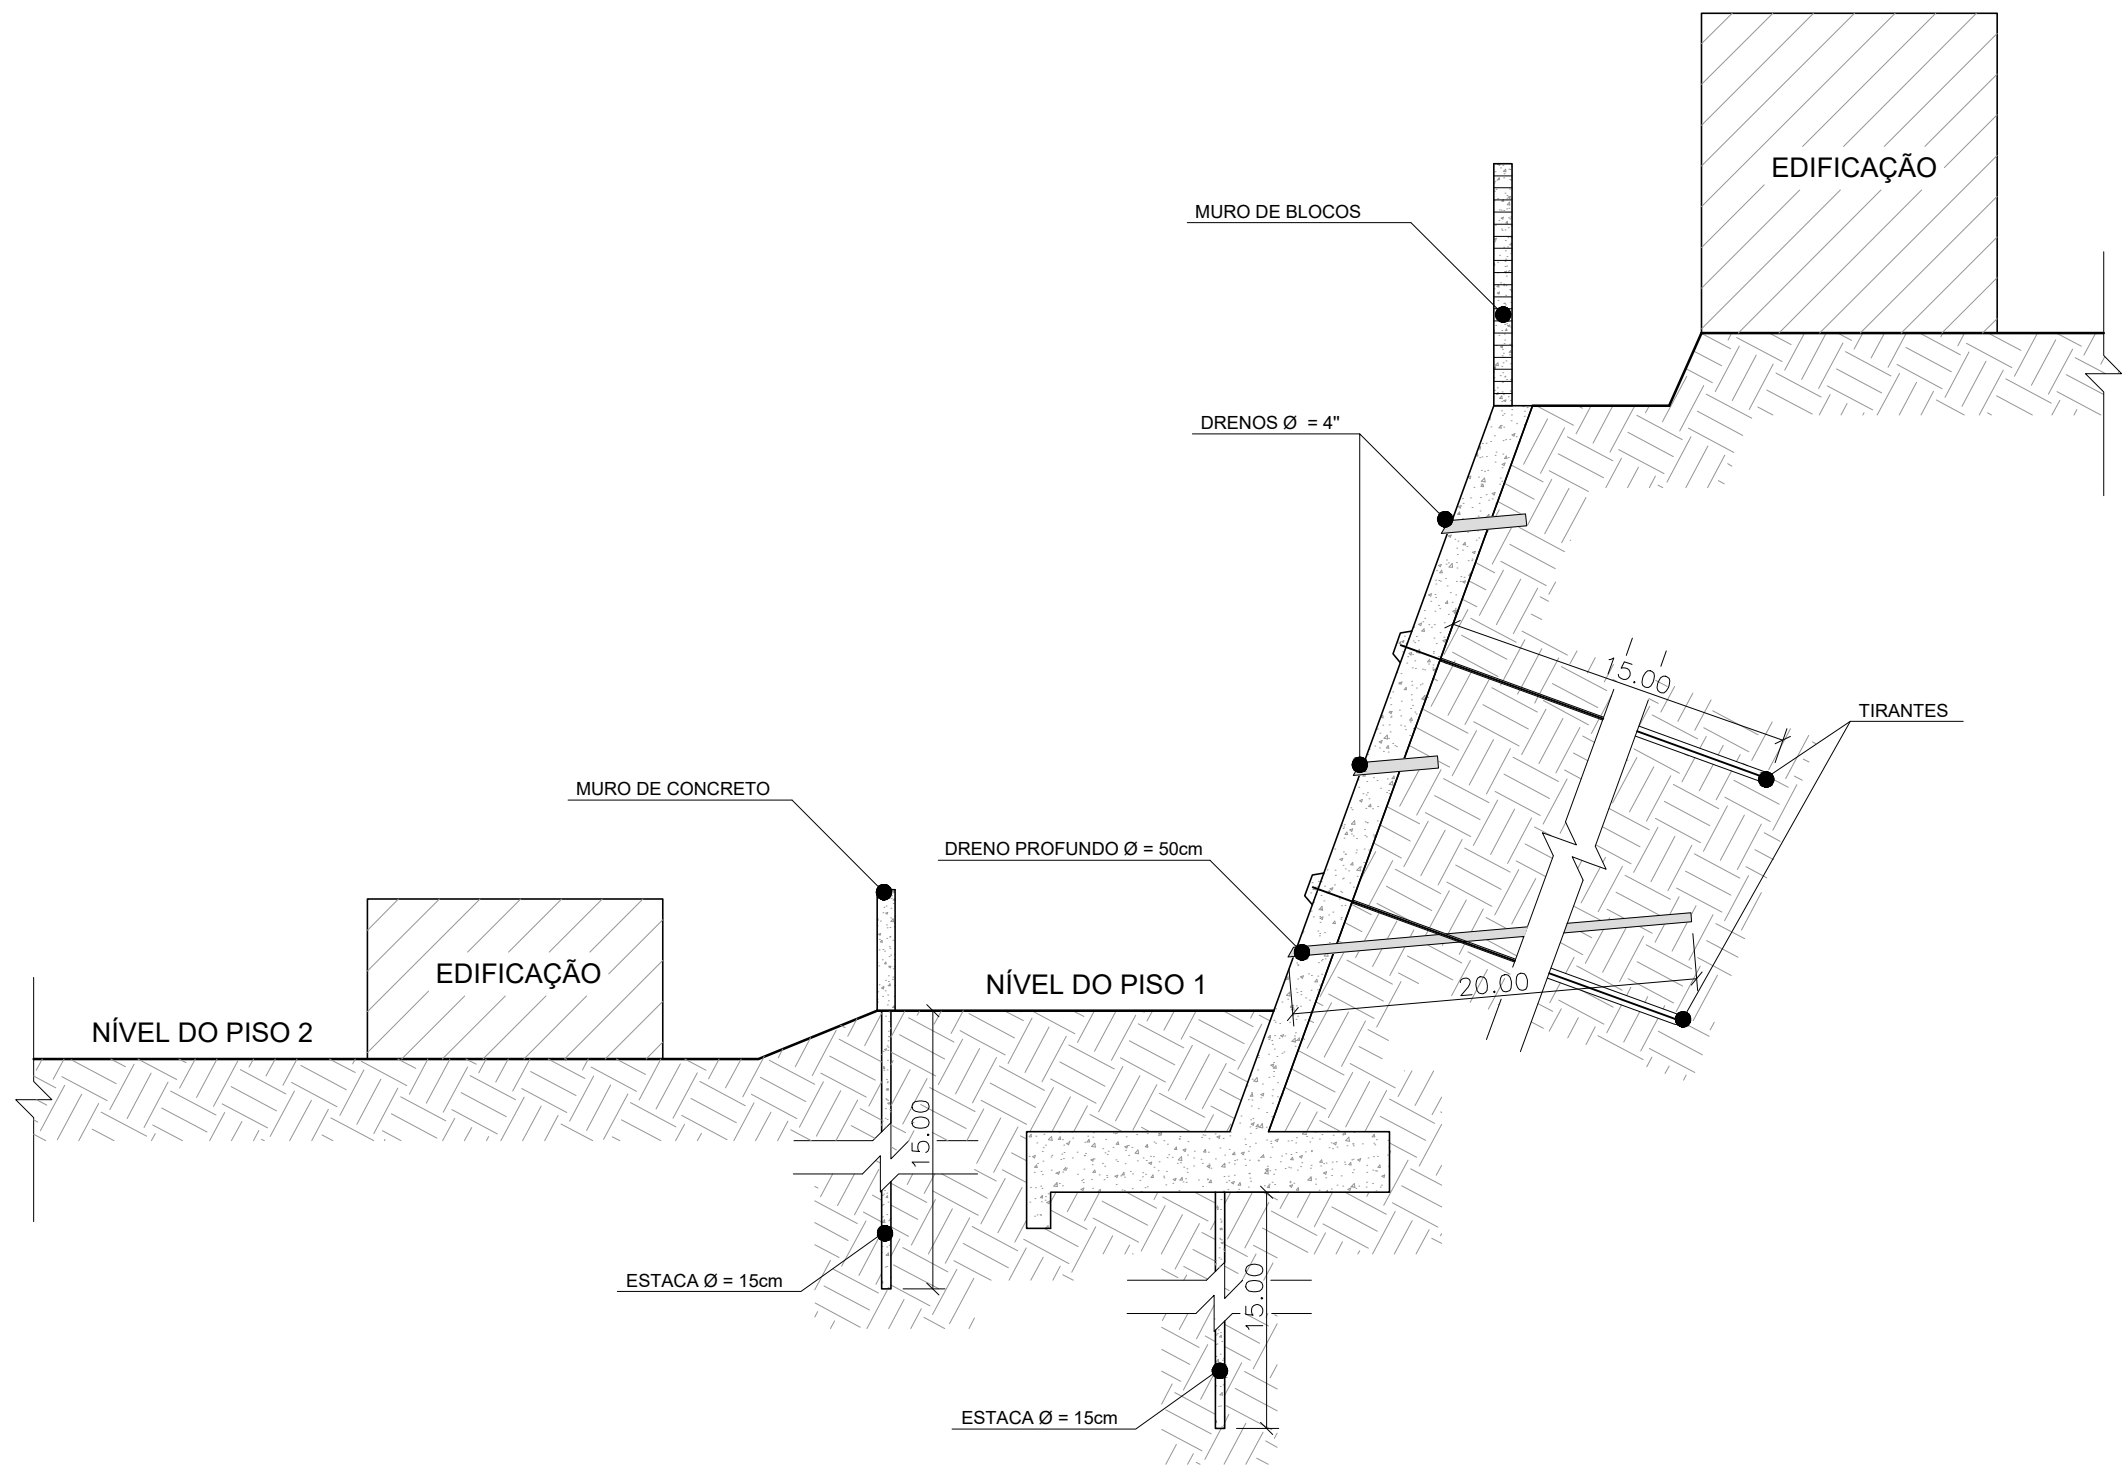 EDIFICAÇÃO
MURO DE BLOCOS
DRENOS Ø = 4"
15.00
TIRANTES
MURO DE CONCRETO
DRENO PROFUNDO Ø = 50cm
EDIFICAÇÃO
NÍVEL DO PISO 1
20.00
NÍVEL DO PISO 2
15.00
ESTACA Ø = 15cm
15.00
ESTACA Ø = 15cm